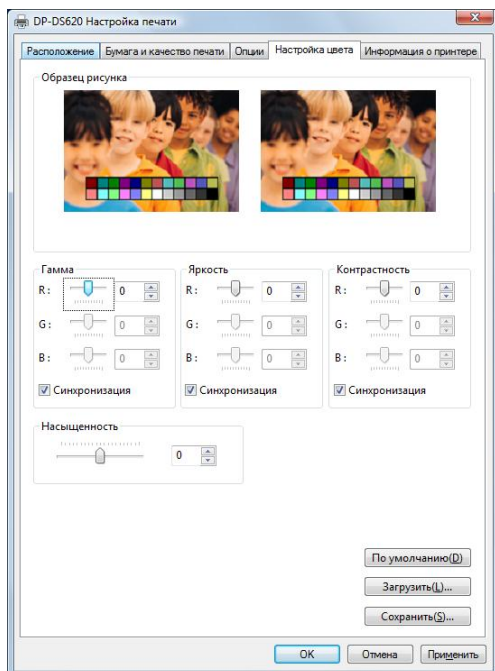 DP-DS620 Настройка печати
Расположение Бумага и качество печати Опции Настройка цвета Информация о принтере
Образец рисунка
Гамма Яркость Контрастность
R: 0 R: 0 R: 0
G: 0 G: 0 G: 0
B: 0 B: 0 B: 0
Синхронизация Синхронизация Синхронизация
Насыщенность
0
По умолчанию(D)
Загрузить(L)...
Сохранить(S)...
OK Отмена Применить